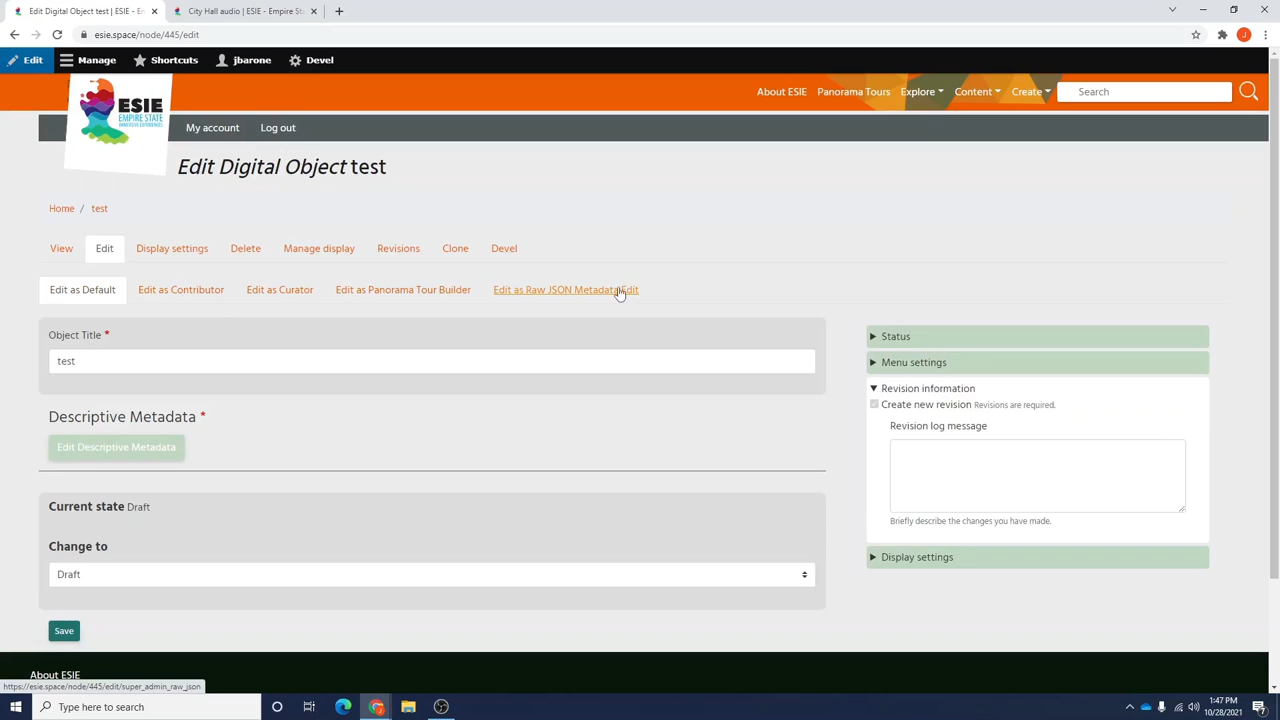 Edit Digital Object test | ESIE - En
City Hall audio | ESIE - Empire Sta
esie.space/node/445/edit
J
Edit Manage Shortcuts jbarone Devel
ESIE
EMPIRE STATE
About ESIE Panorama Tours Explore Content Create Search
My account Log out
Edit Digital Object test
Home / test
View Edit Display settings Delete Manage display Revisions Clone Devel
Edit as Default Edit as Contributor Edit as Curator Edit as Panorama Tour Builder Edit as Raw JSON Metadata Edit
Object Title *
test
Descriptive Metadata *
Edit Descriptive Metadata
Current state Draft
Change to
Draft
Save
Status
Menu settings
Revision information
Create new revision Revisions are required.
Revision log message
Briefly describe the changes you have made.
Display settings
About ESIE
https://esie.space/node/445/edit/super_admin_raw_json
Type here to search
1:47 PM
10/28/2021